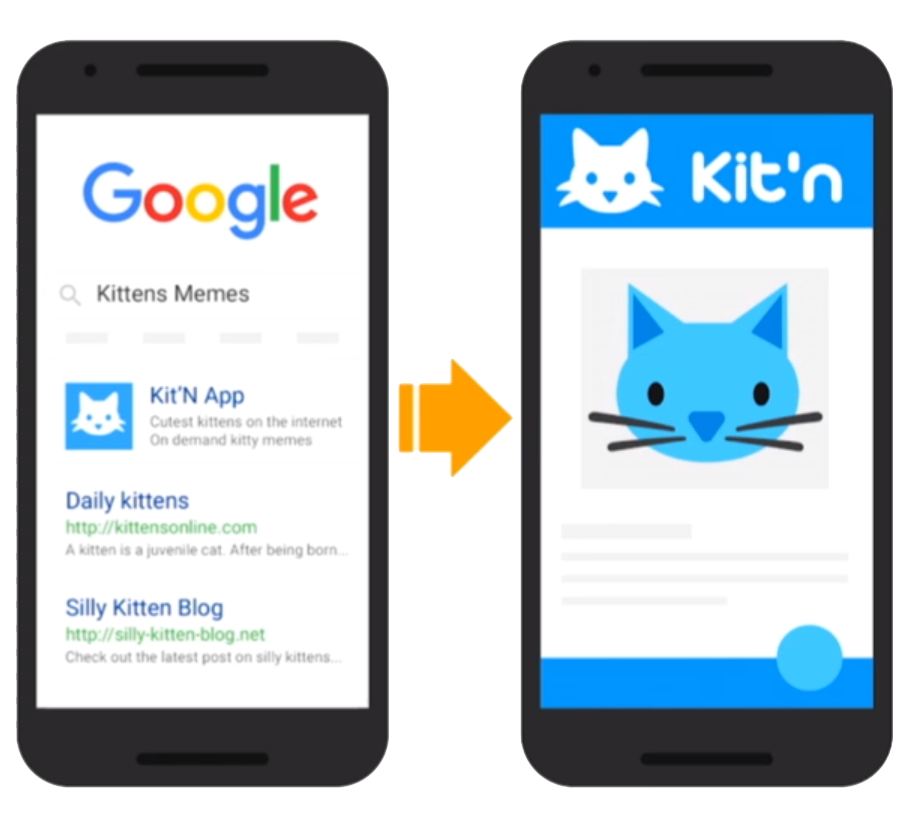 Google
Kittens Memes
Kit'N App
Cutest kittens on the internet
On demand kitty memes
Daily kittens
http://kittensonline.com
A kitten is a juvenile cat. After being born...
Silly Kitten Blog
http://silly-kitten-blog.net
Check out the latest post on silly kittens...
Kit'n